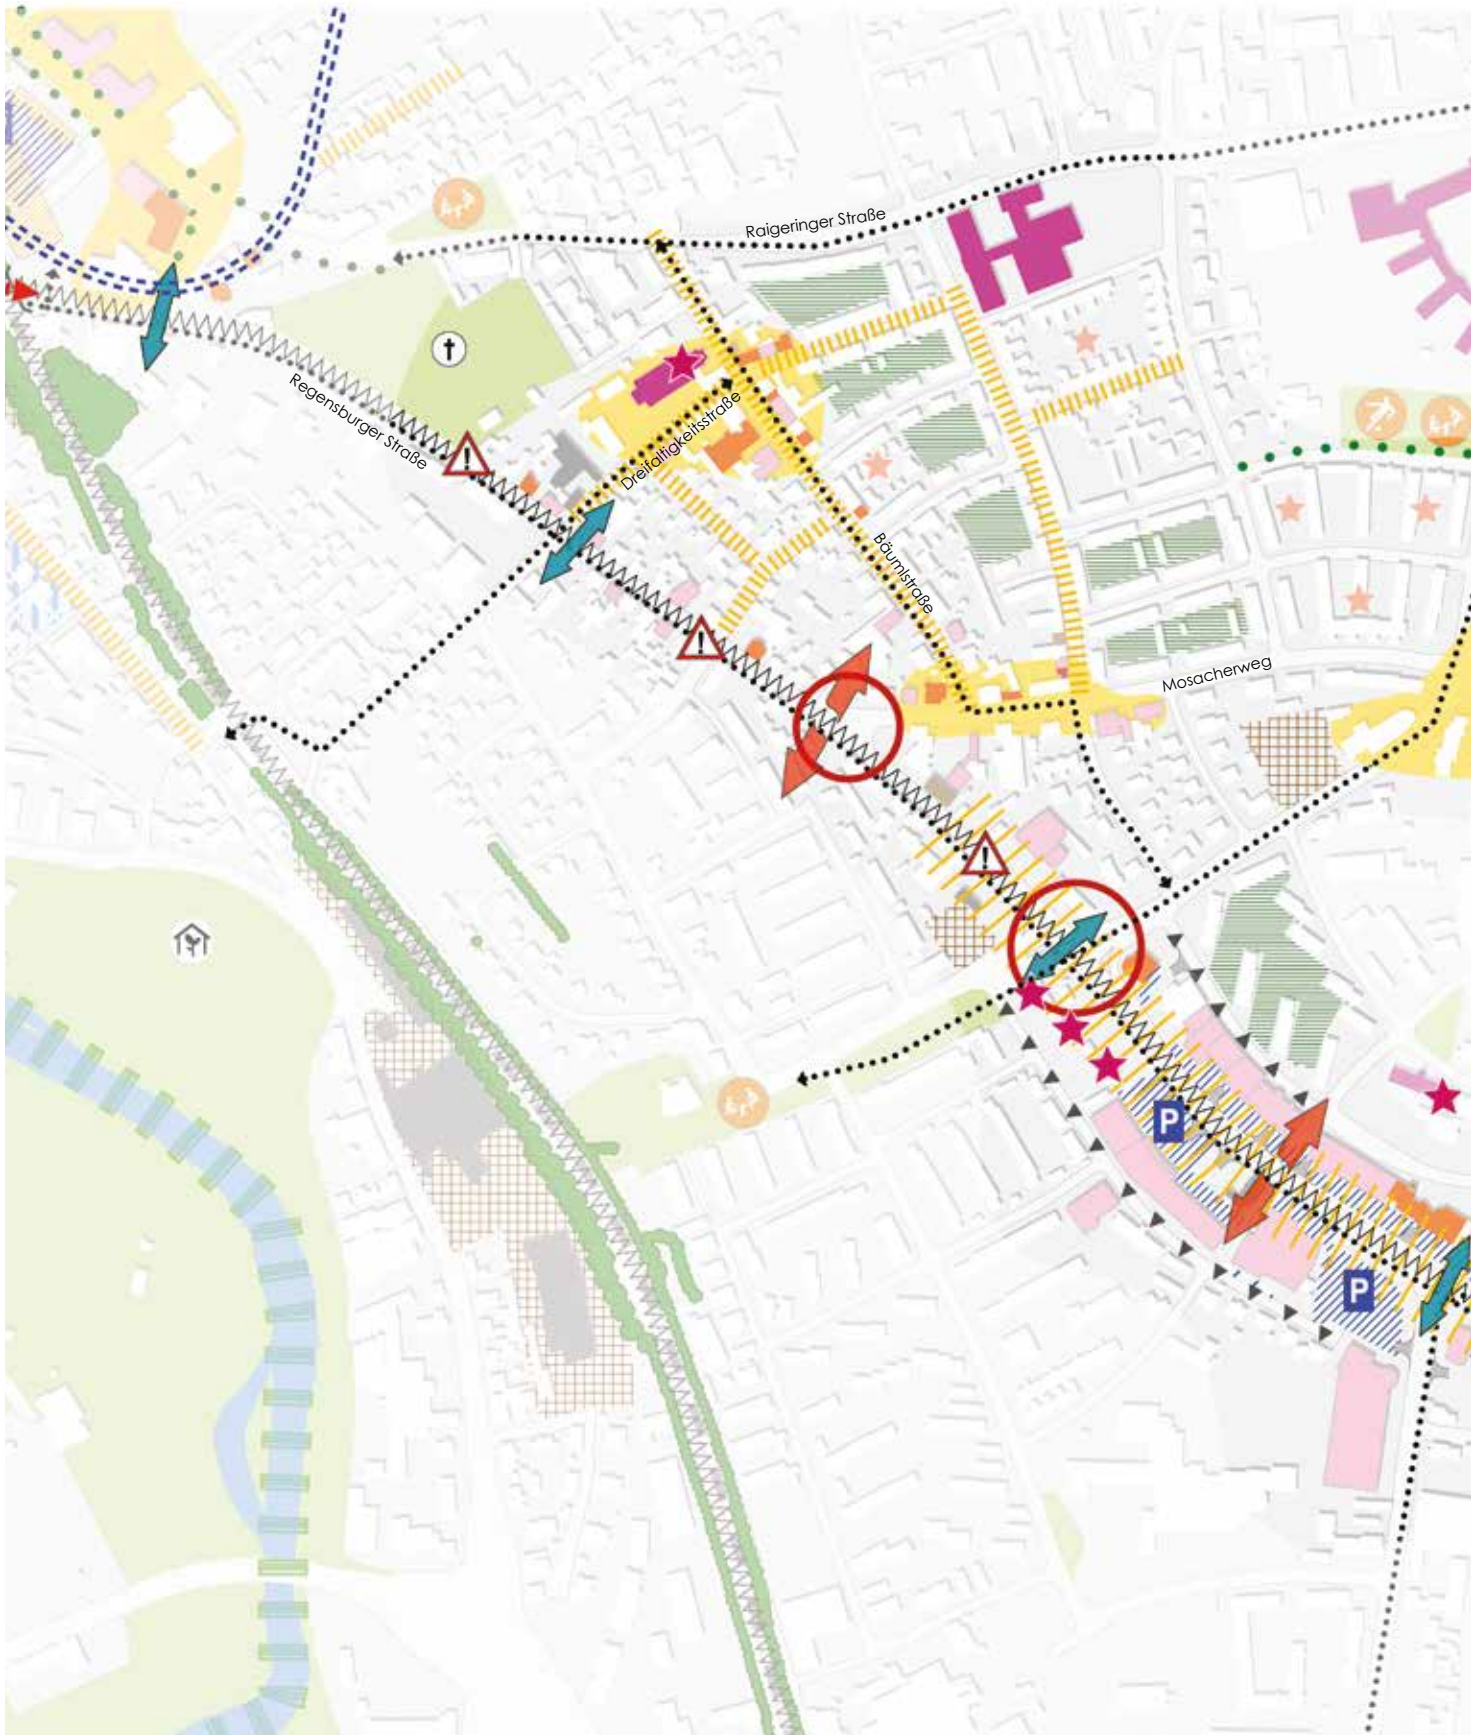 Raigeringer Straße
Regensburger Straße
Dreifaltigkeitsstraße
Bäumlstraße
Mosacherweg
!
!
!
P
P